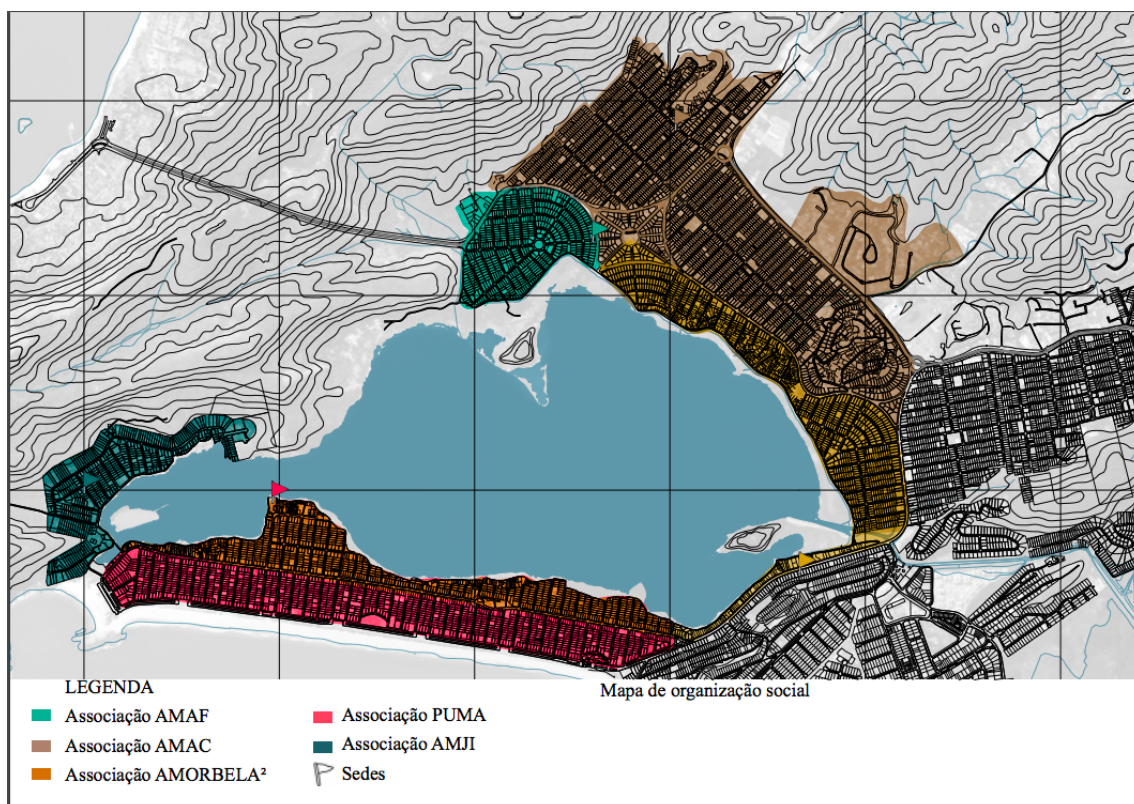 LEGENDA
Mapa de organização social
Associação AMAF
Associação AMAC
Associação AMORBELA²
Associação PUMA
Associação AMJI
Sedes